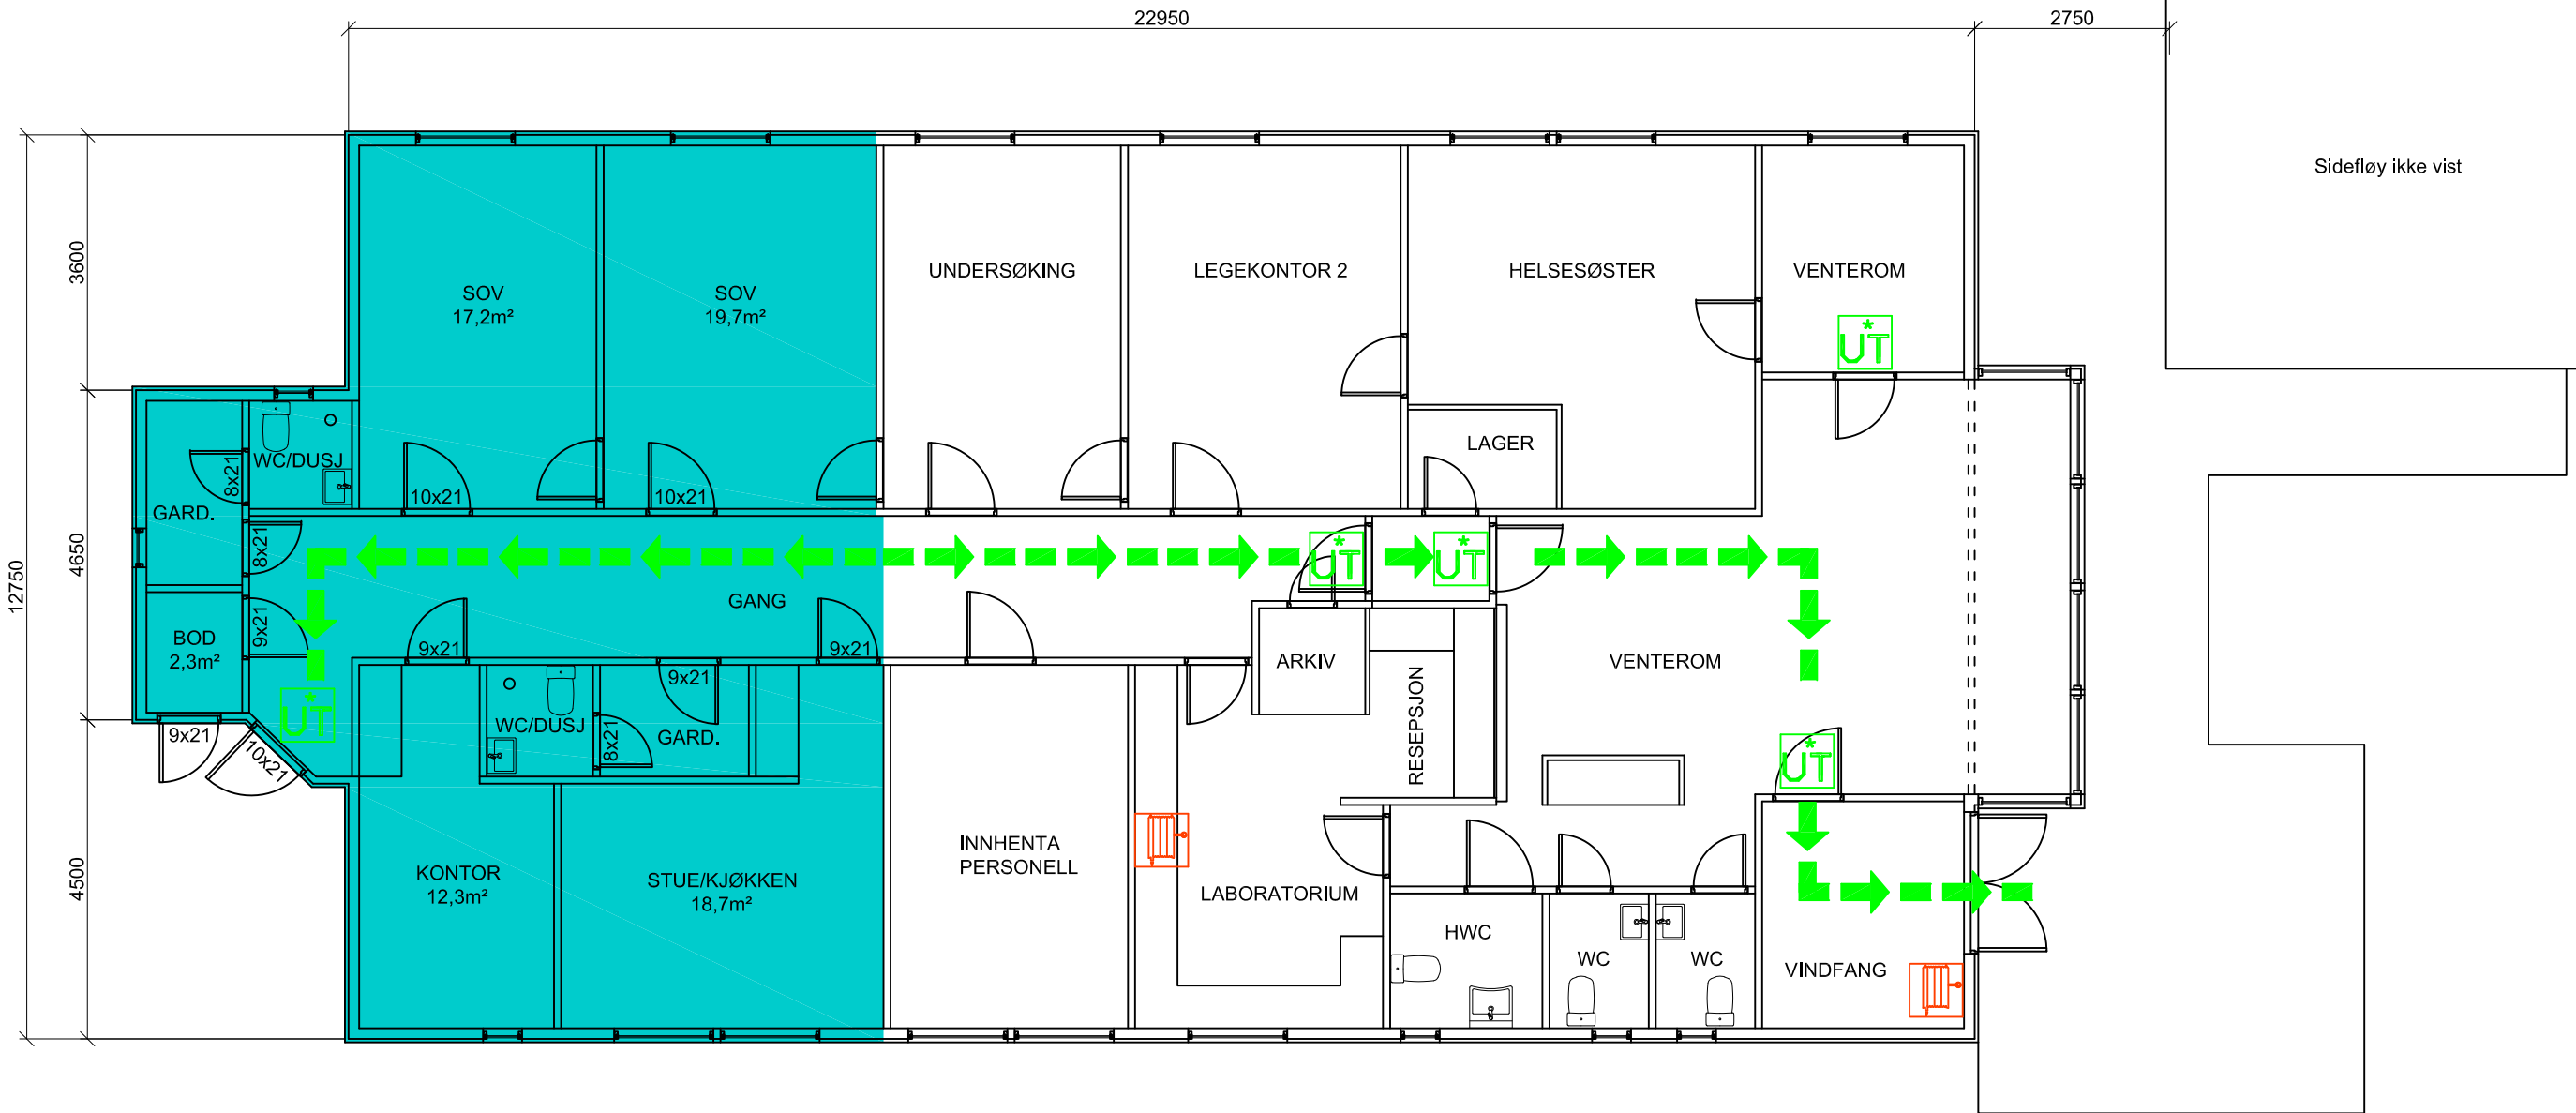 22950
2750
Sidefløy ikke vist
3600
4650
12750
4500
SOV
17,2m²
SOV
19,7m²
UNDERSØKING
LEGEKONTOR 2
HELSESØSTER
VENTEROM
*
UT
LAGER
WC/DUSJ
8x21
GARD.
10x21
10x21
8x21
*
UT
*
UT
GANG
9x21
BOD
2,3m²
9x21
9x21
9x21
ARKIV
RESEPSJON
VENTEROM
*
UT
WC/DUSJ
8x21
GARD.
9x21
10x21
*
UT
KONTOR
12,3m²
STUE/KJØKKEN
18,7m²
INNHENTA
PERSONELL
LABORATORIUM
HWC
WC
WC
VINDFANG